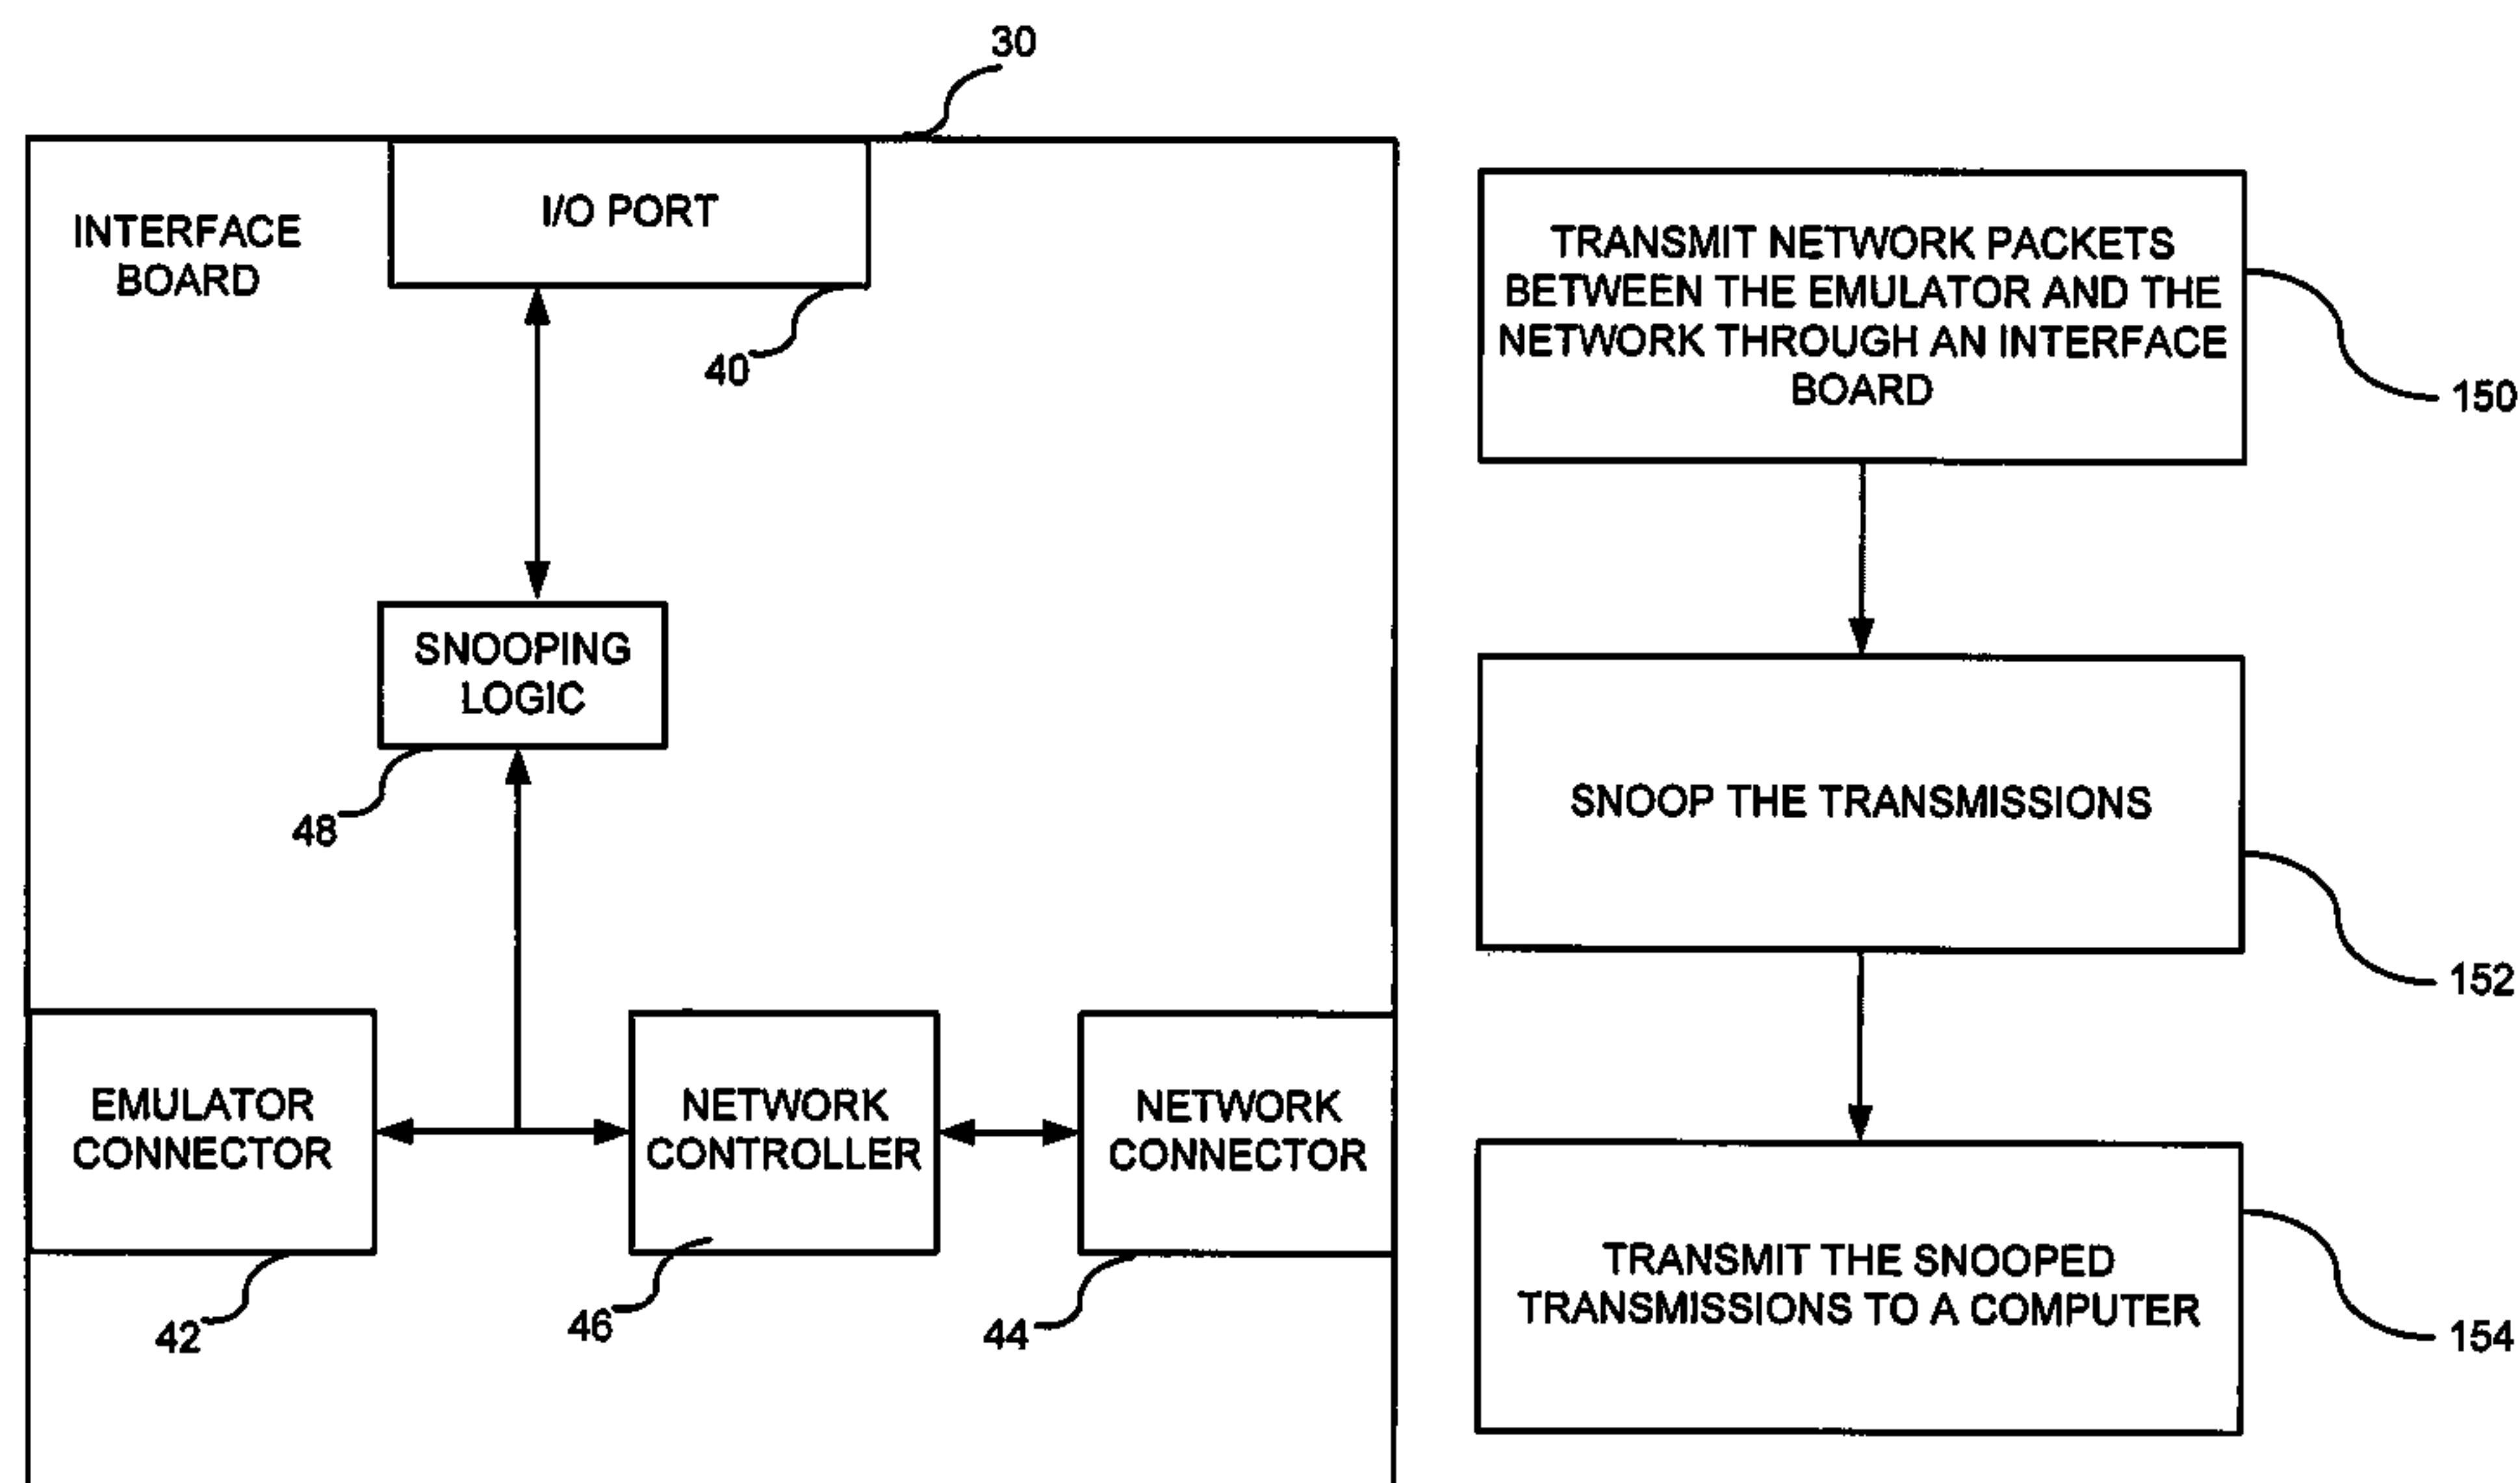 30
INTERFACE
BOARD
I/O PORT
40
SNOOPING
LOGIC
48
EMULATOR
CONNECTOR
42
NETWORK
CONTROLLER
46
NETWORK
CONNECTOR
44
TRANSMIT NETWORK PACKETS
BETWEEN THE EMULATOR AND THE
NETWORK THROUGH AN INTERFACE
BOARD
150
SNOOP THE TRANSMISSIONS
152
TRANSMIT THE SNOOPED
TRANSMISSIONS TO A COMPUTER
154